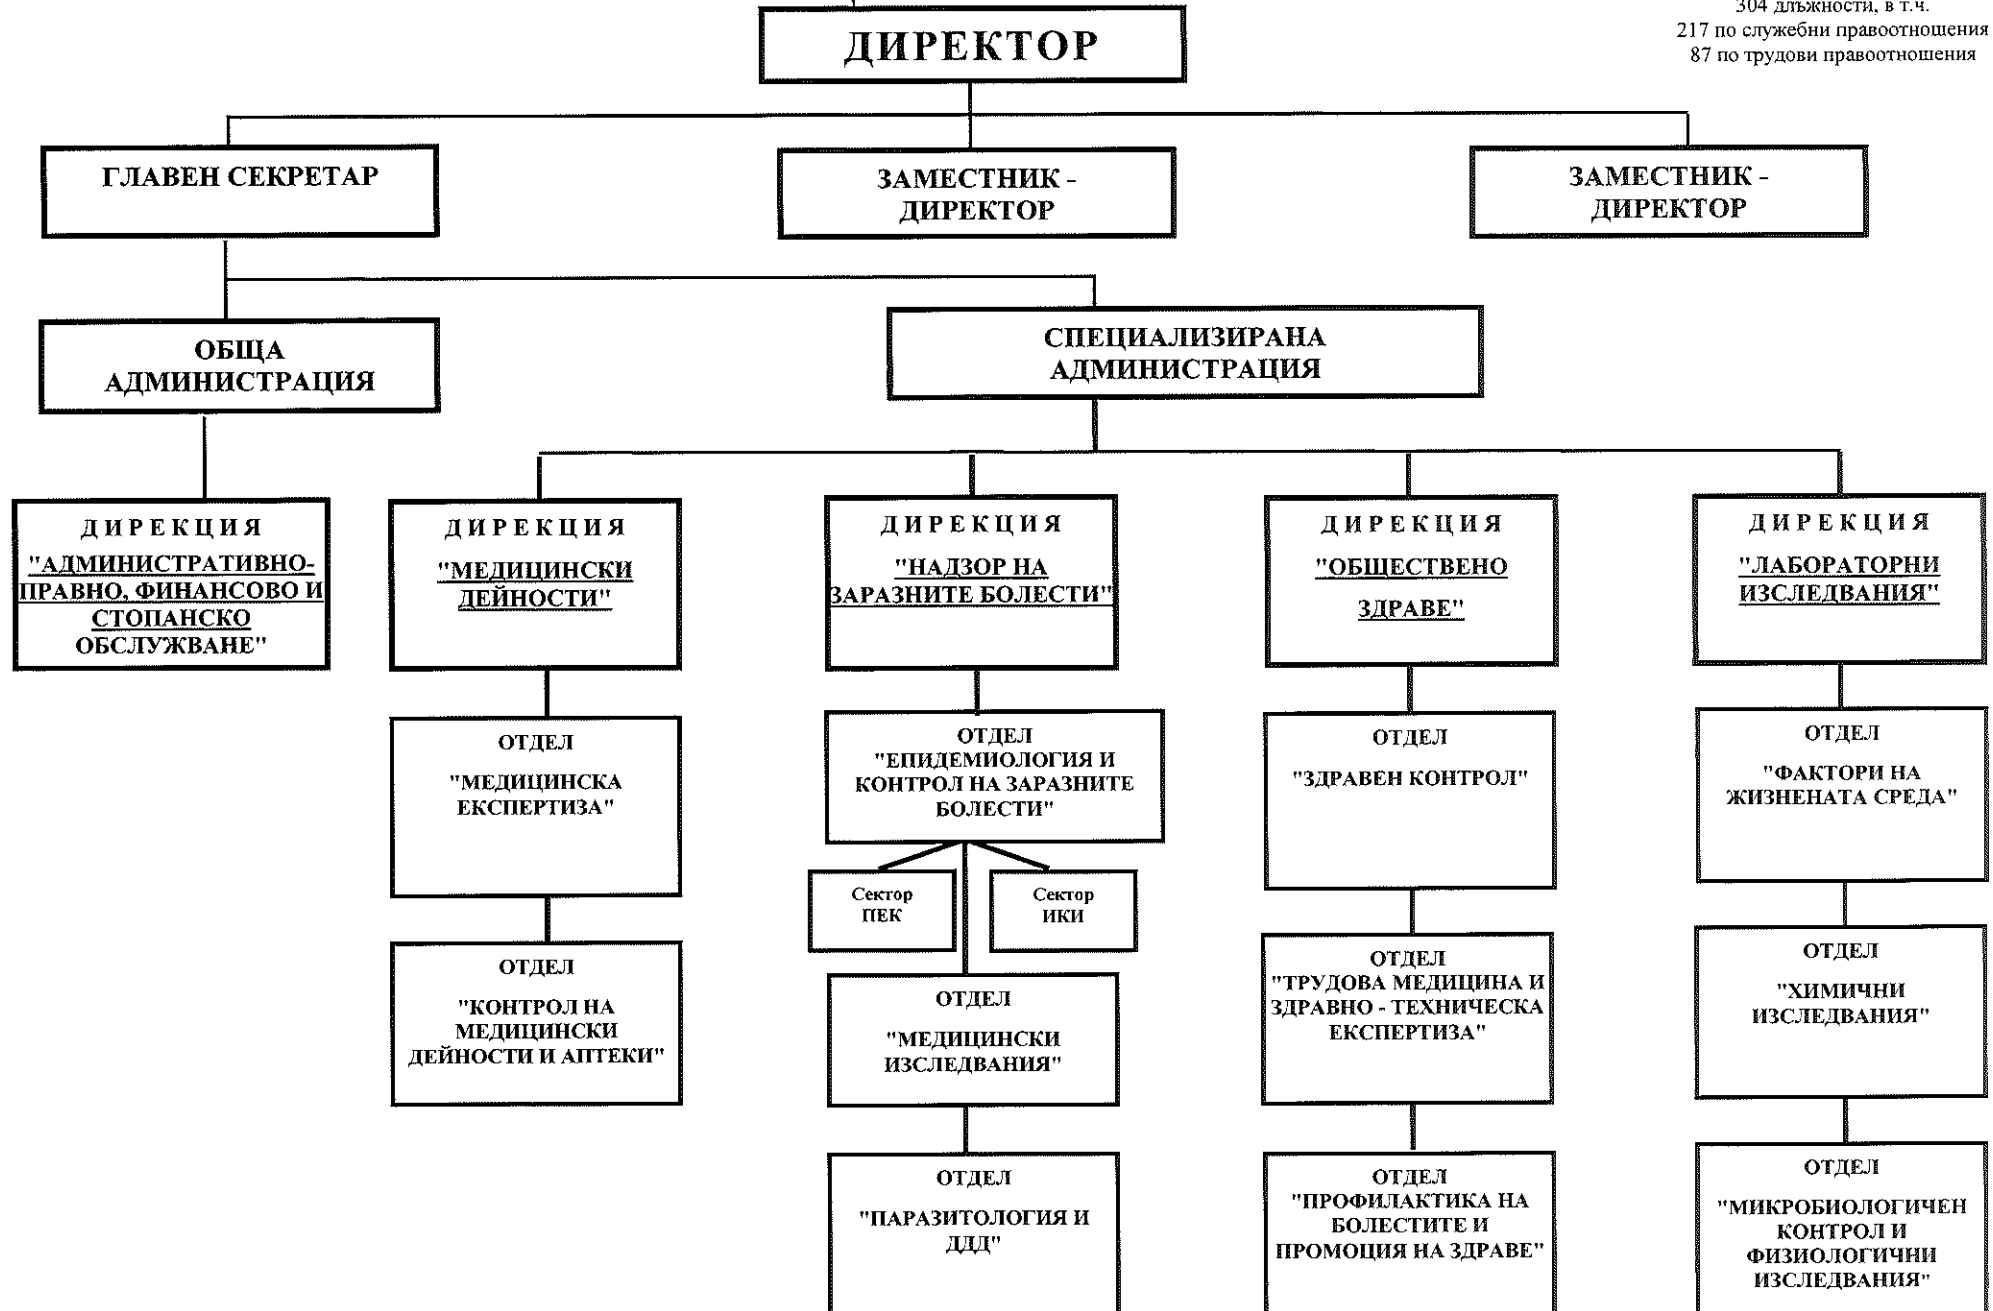 304 длъжности, в т.ч.
217 по служебни правоотношения
87 по трудови правоотношения
ДИРЕКТОР
ГЛАВЕН СЕКРЕТАР
ЗАМЕСТНИК -
ДИРЕКТОР
ЗАМЕСТНИК -
ДИРЕКТОР
ОБЩА
АДМИНИСТРАЦИЯ
СПЕЦИАЛИЗИРАНА
АДМИНИСТРАЦИЯ
ДИРЕКЦИЯ
"АДМИНИСТРАТИВНО-
ПРАВНО, ФИНАНСОВО И
СТОПАНСКО
ОБСЛУЖВАНЕ"
ДИРЕКЦИЯ
"МЕДИЦИНСКИ
ДЕЙНОСТИ"
ДИРЕКЦИЯ
"НАДЗОР НА
ЗАРАЗНИТЕ БОЛЕСТИ"
ДИРЕКЦИЯ
"ОБЩЕСТВЕНО
ЗДРАВЕ"
ДИРЕКЦИЯ
"ЛАБОРАТОРНИ
ИЗСЛЕДВАНИЯ"
ОТДЕЛ
"МЕДИЦИНСКА
ЕКСПЕРТИЗА"
ОТДЕЛ
"ЕПИДЕМИОЛОГИЯ И
КОНТРОЛ НА ЗАРАЗНИТЕ
БОЛЕСТИ"
ОТДЕЛ
"ЗДРАВЕН КОНТРОЛ"
ОТДЕЛ
"ФАКТОРИ НА
ЖИЗНЕНАТА СРЕДА"
Сектор
ПЕК
Сектор
ИКИ
ОТДЕЛ
"КОНТРОЛ НА
МЕДИЦИНСКИ
ДЕЙНОСТИ И АПТЕКИ"
ОТДЕЛ
"МЕДИЦИНСКИ
ИЗСЛЕДВАНИЯ"
ОТДЕЛ
"ТРУДОВА МЕДИЦИНА И
ЗДРАВНО - ТЕХНИЧЕСКА
ЕКСПЕРТИЗА"
ОТДЕЛ
"ХИМИЧНИ
ИЗСЛЕДВАНИЯ"
ОТДЕЛ
"ПАРАЗИТОЛОГИЯ И
ДДД"
ОТДЕЛ
"ПРОФИЛАКТИКА НА
БОЛЕСТИТЕ И
ПРОМОЦИЯ НА ЗДРАВЕ"
ОТДЕЛ
"МИКРОБИОЛОГИЧЕН
КОНТРОЛ И
ФИЗИОЛОГИЧНИ
ИЗСЛЕДВАНИЯ"